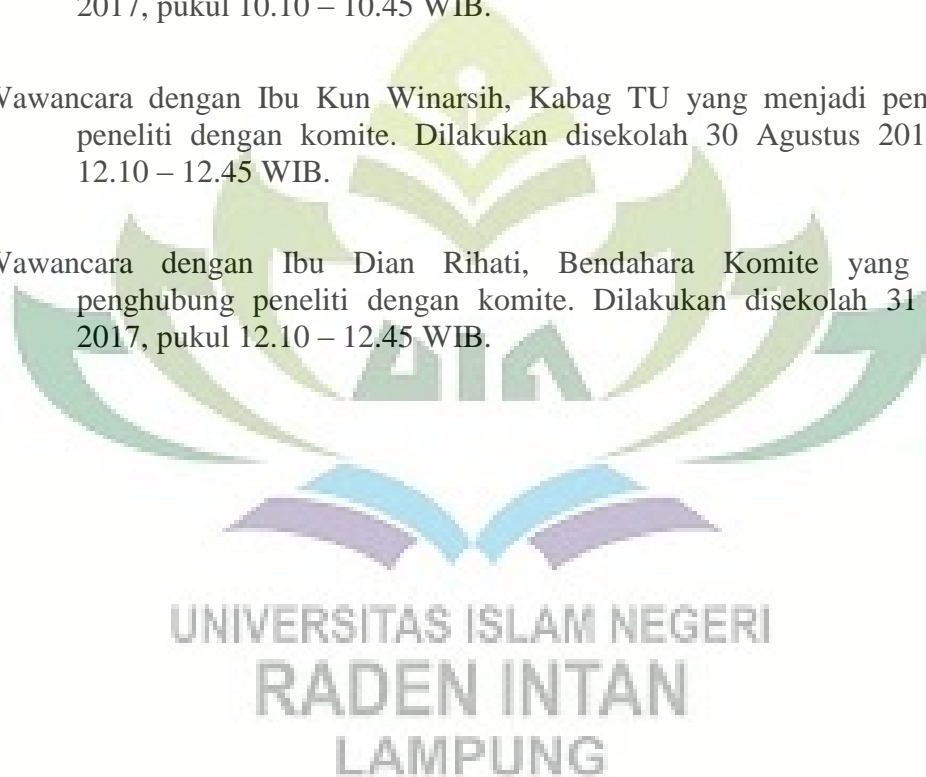 2017, pukul 10.10 – 10.45 WIB.
Wawancara dengan Ibu Kun Winarsih, Kabag TU yang menjadi
peneliti dengan komite. Dilakukan disekolah 30 Agustus
12.10 – 12.45 WIB.
Wawancara dengan Ibu Dian Rihati, Bendahara Komite yang
penghubung peneliti dengan komite. Dilakukan disekolah 31
2017, pukul 12.10 – 12.45 WIB.
UNIVERSITAS ISLAM NEGERI
RADEN INTAN
LAMPUNG